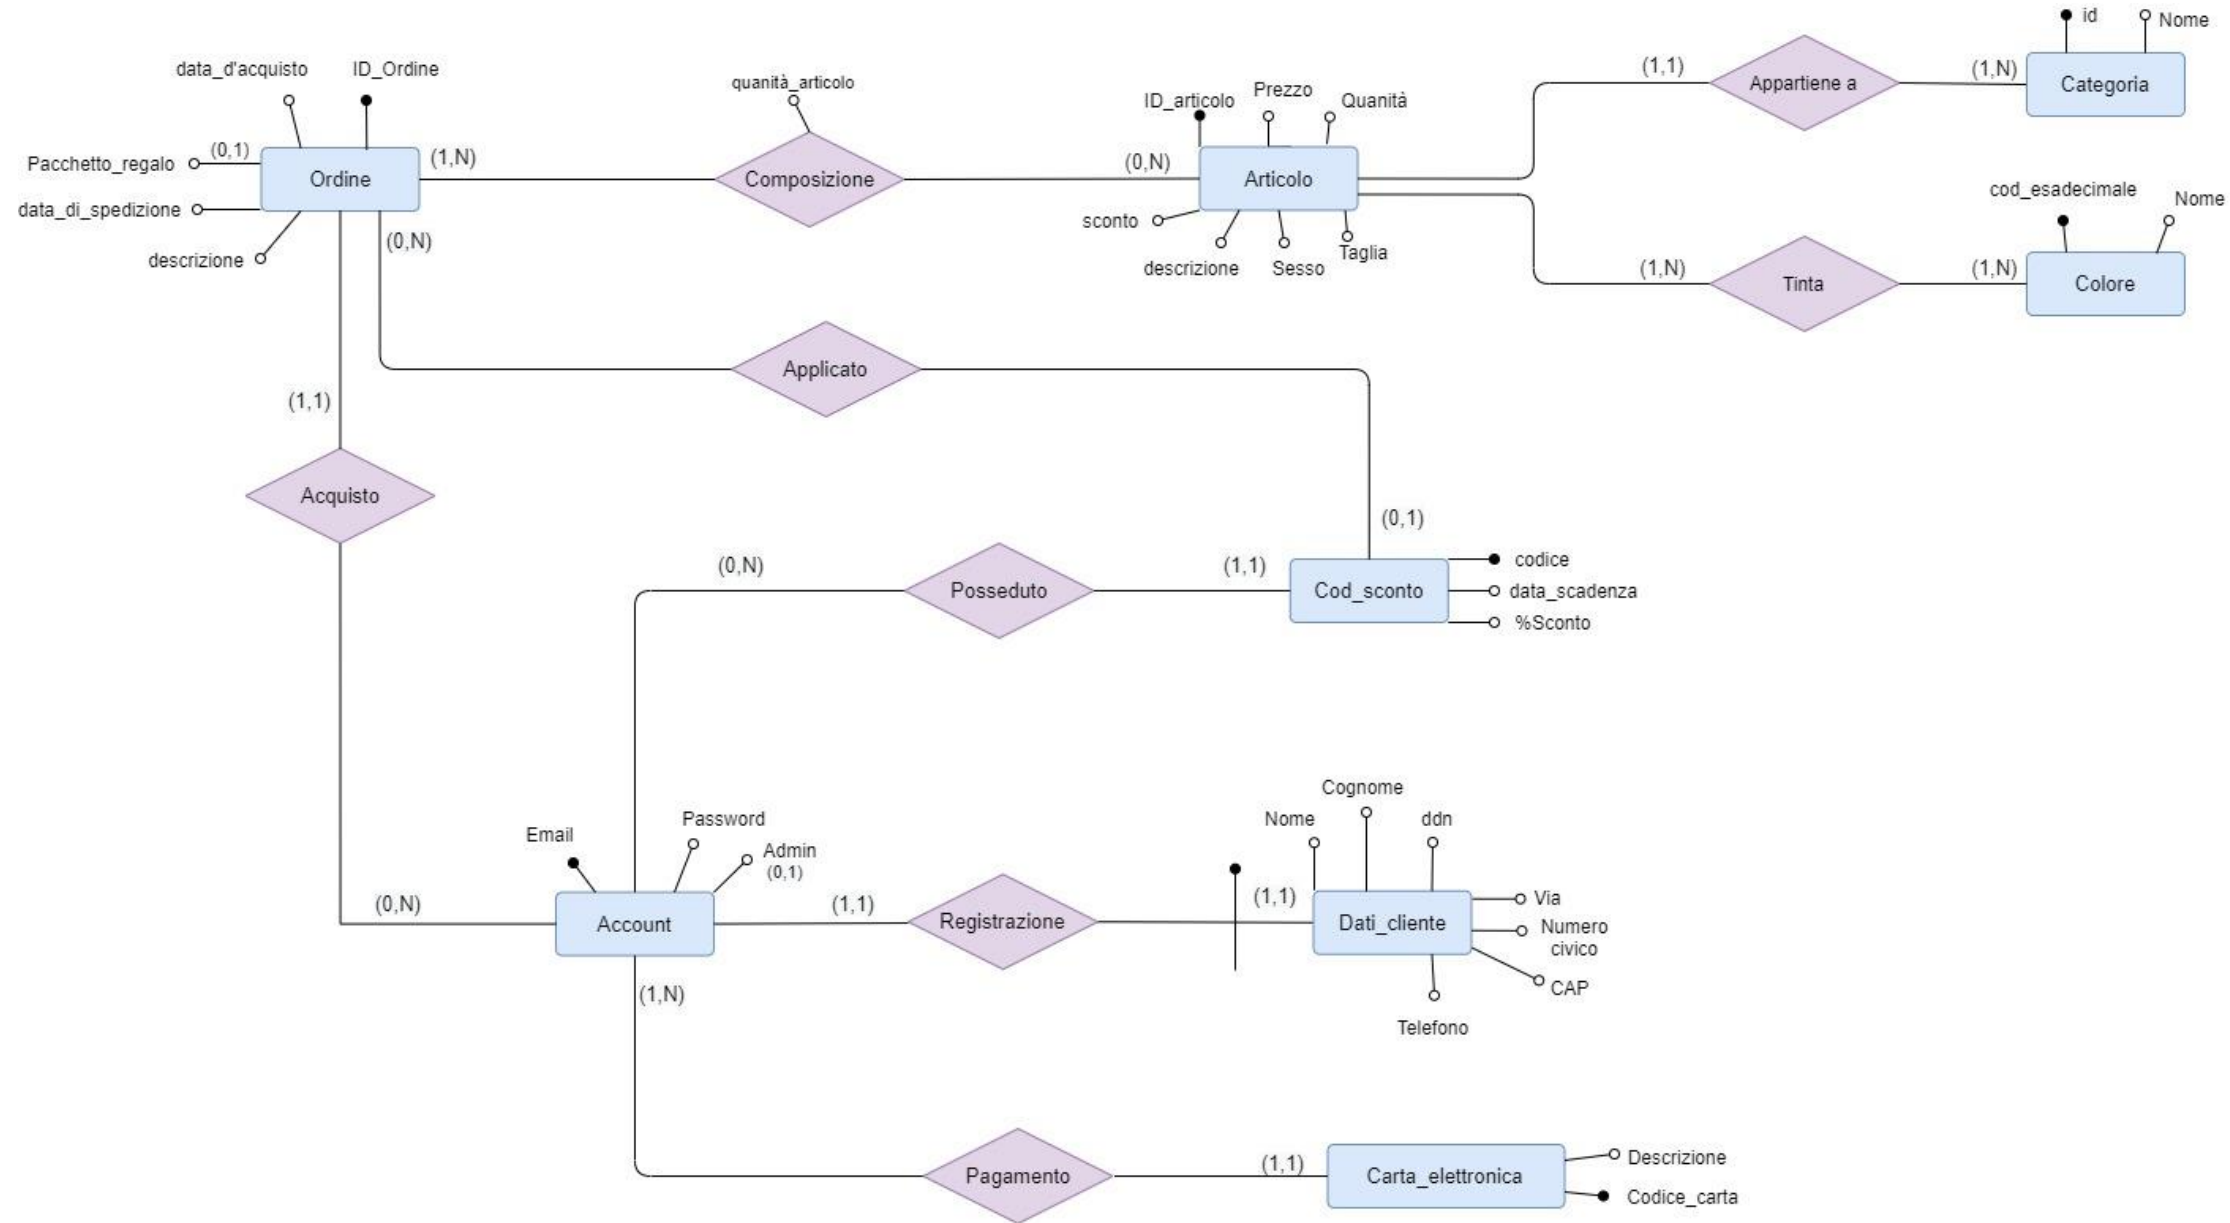 id
Nome
data_d'acquisto
ID_Ordine
quanità_articolo
ID_articolo
Prezzo
Quanità
(1,1)
Appartiene a
(1,N)
Categoria
Pacchetto_regalo
(0,1)
Ordine
(1,N)
Composizione
(0,N)
Articolo
data_di_spedizione
descrizione
(0,N)
sconto
descrizione
Sesso
Taglia
cod_esadecimale
Nome
(1,N)
Tinta
(1,N)
Colore
Applicato
(1,1)
Acquisto
(0,1)
(0,N)
Posseduto
(1,1)
Cod_sconto
codice
data_scadenza
%Sconto
Email
Password
Admin
(0,1)
Nome
Cognome
ddn
(0,N)
Account
(1,1)
Registrazione
(1,1)
Dati_cliente
Via
Numero
civico
CAP
Telefono
(1,N)
Pagamento
(1,1)
Carta_elettronica
Descrizione
Codice_carta